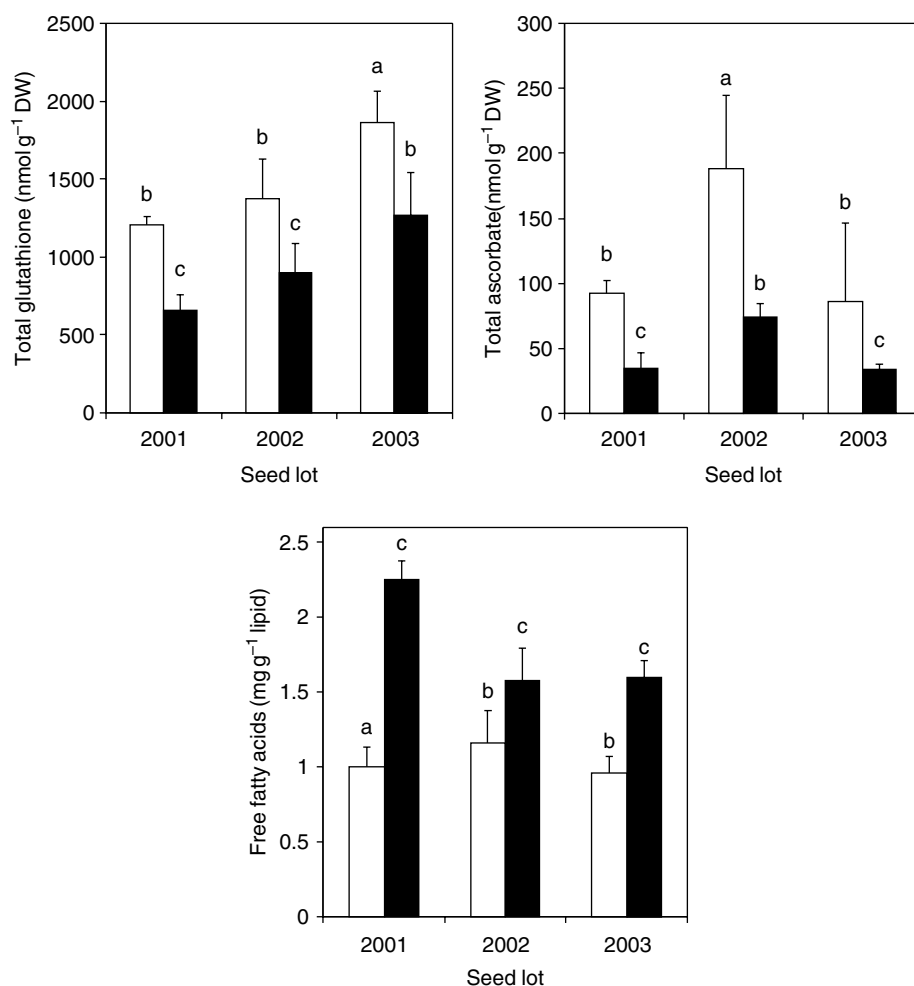 Total glutathione (nmol g⁻¹ DW)
2500
2000
1500
1000
500
0
b
c
b
c
a
b
2001
2002
2003
Seed lot
Total ascorbate(nmol g⁻¹ DW)
300
250
200
150
100
50
0
b
c
a
b
b
c
2001
2002
2003
Seed lot
Free fatty acids (mg g⁻¹ lipid)
2.5
2
1.5
1
0.5
0
a
c
b
c
b
c
2001
2002
2003
Seed lot